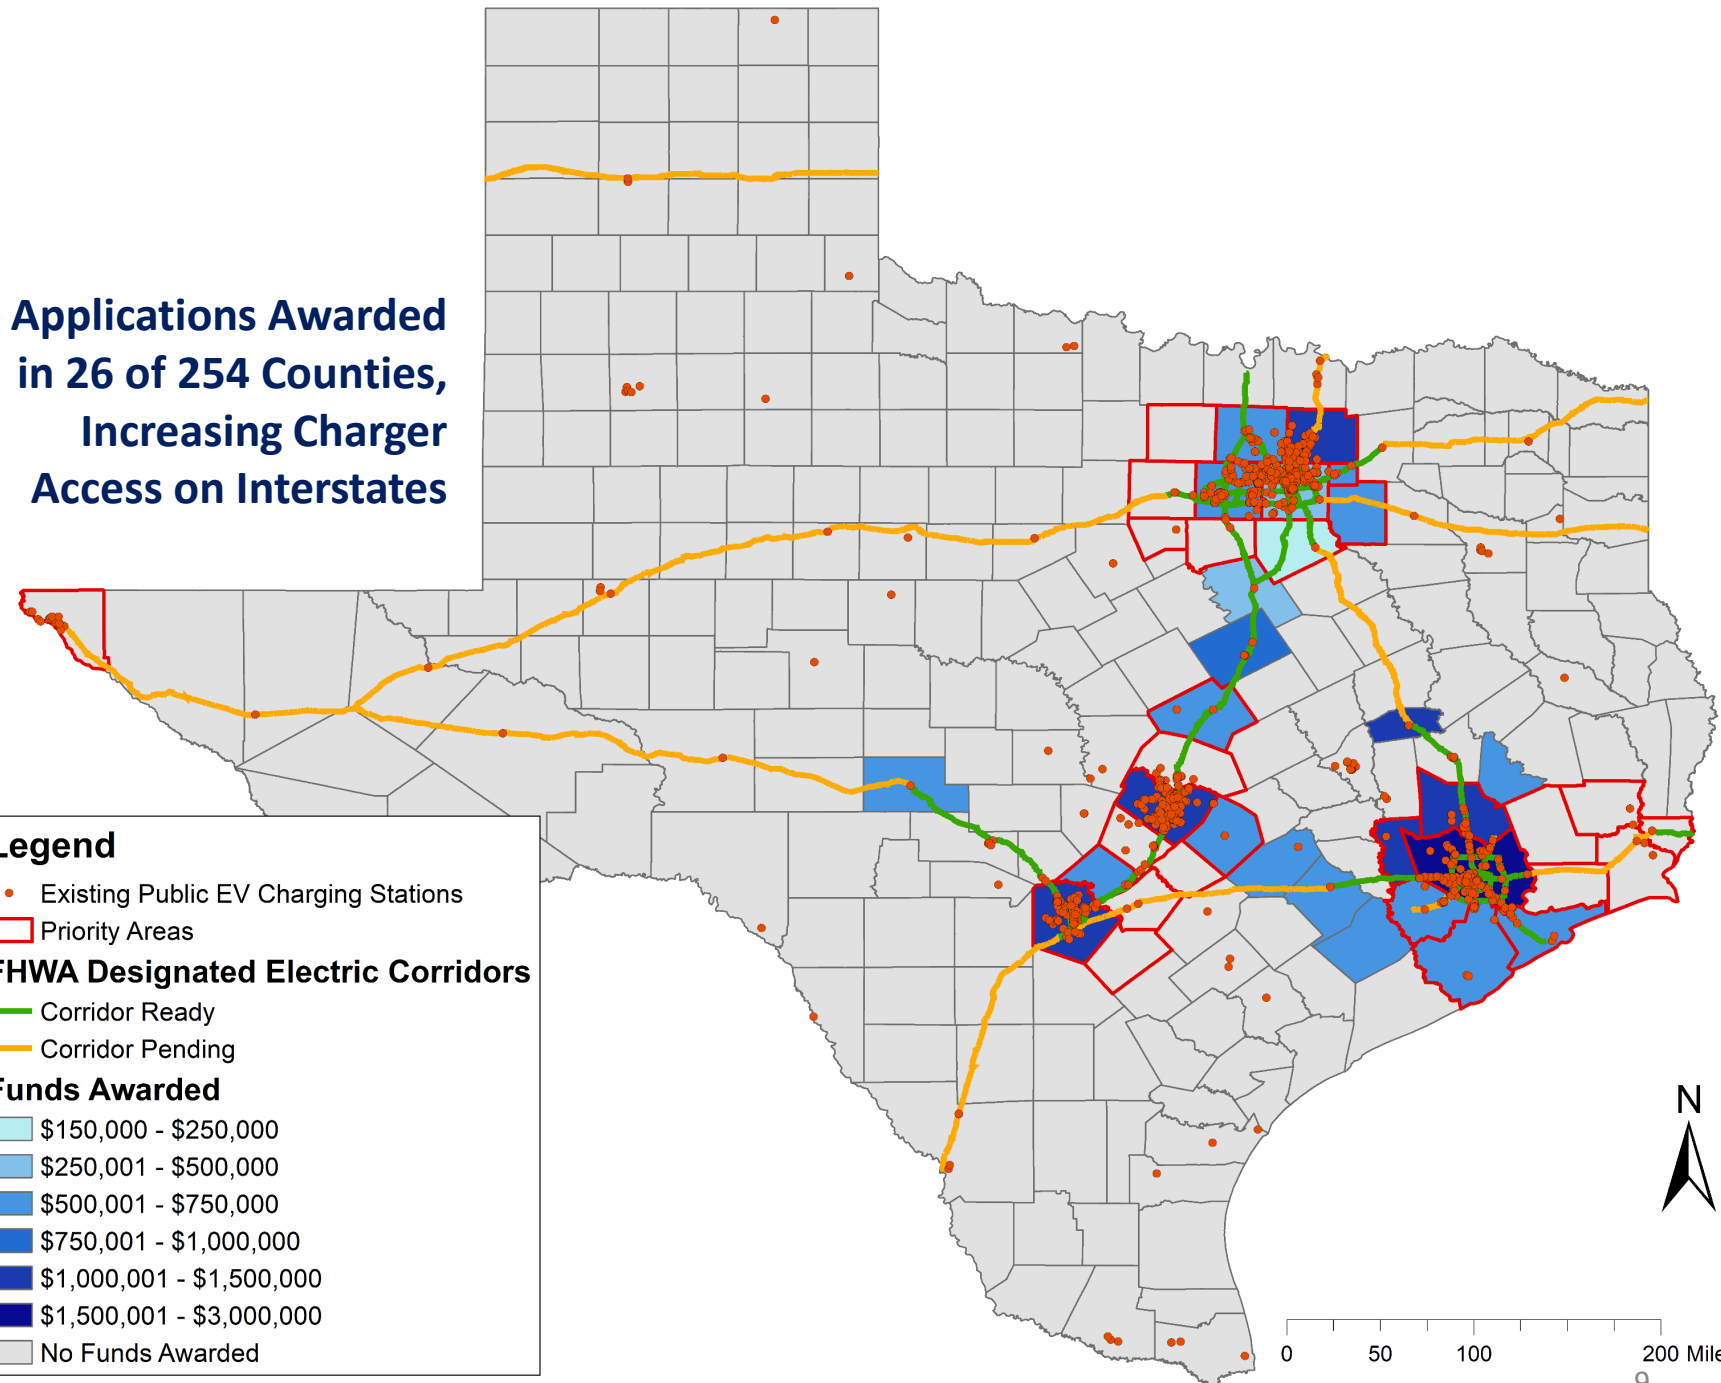 Applications Awarded
in 26 of 254 Counties,
Increasing Charger
Access on Interstates
Legend
Existing Public EV Charging Stations
Priority Areas
FHWA Designated Electric Corridors
Corridor Ready
Corridor Pending
Funds Awarded
$150,000 - $250,000
$250,001 - $500,000
$500,001 - $750,000
$750,001 - $1,000,000
$1,000,001 - $1,500,000
$1,500,001 - $3,000,000
No Funds Awarded
N
0 50 100 200 Mile
9